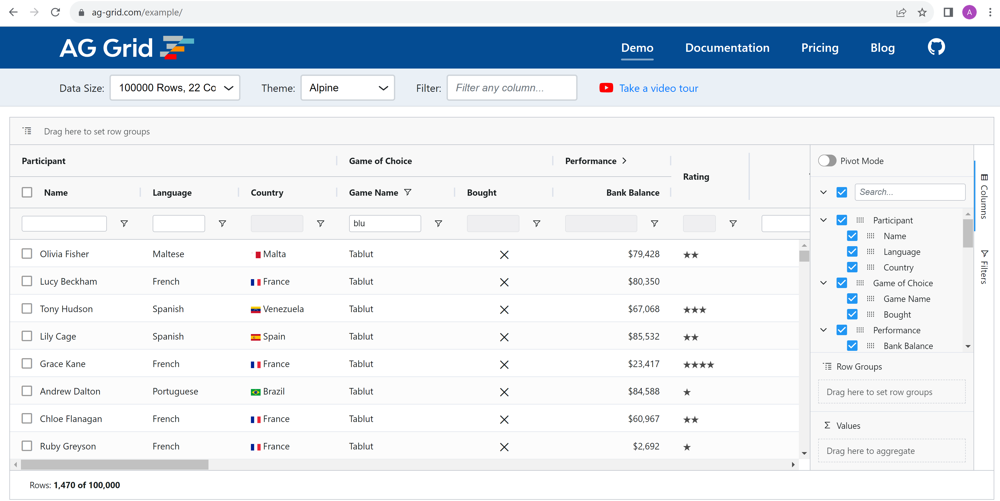 ag-grid.com/example/
A
AG Grid
Demo Documentation Pricing Blog
Data Size: 100000 Rows, 22 Co Theme: Alpine Filter: Filter any column... Take a video tour
Drag here to set row groups
Participant Game of Choice Performance
Rating
Name Language Country Game Name Bought Bank Balance
blu
Olivia Fisher Maltese Malta Tablut $79,428
Lucy Beckham French France Tablut $80,350
Tony Hudson Spanish Venezuela Tablut $67,068
Lily Cage Spanish Spain Tablut $85,532
Grace Kane French France Tablut $23,417
Andrew Dalton Portuguese Brazil Tablut $84,588
Chloe Flanagan French France Tablut $60,967
Ruby Greyson French France Tablut $2,692
Rows: 1,470 of 100,000
Pivot Mode
Search...
Participant
Name
Language
Country
Game of Choice
Game Name
Bought
Performance
Bank Balance
Row Groups
Drag here to set row groups
Values
Drag here to aggregate
Columns
Filters